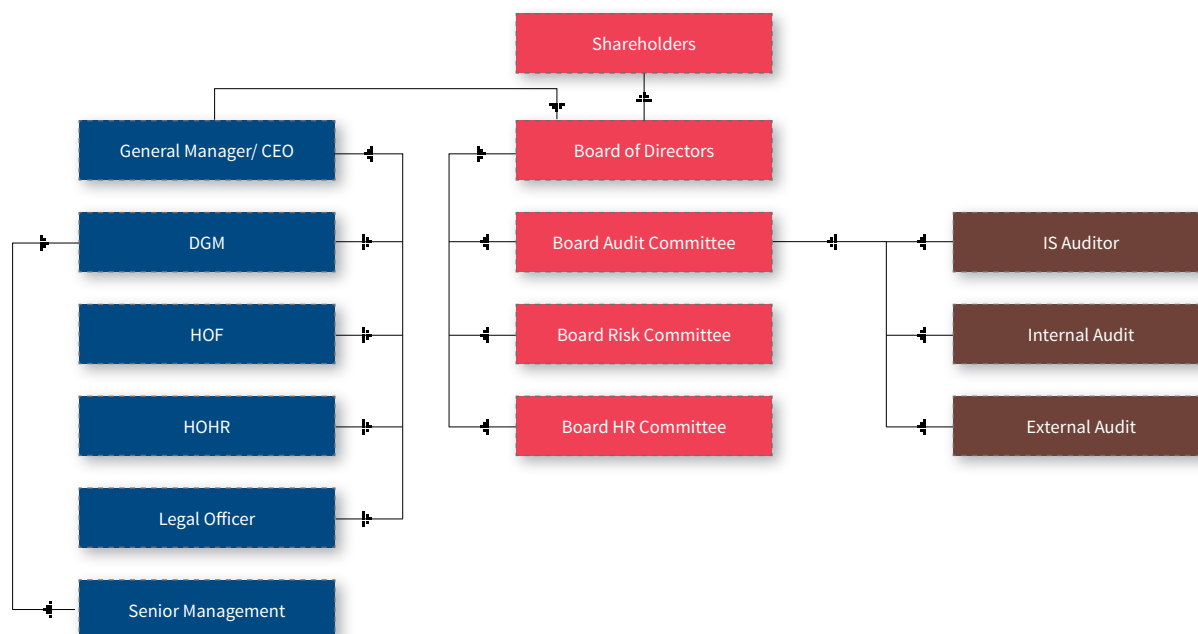 Shareholders
General Manager/ CEO
Board of Directors
DGM
Board Audit Committee
IS Auditor
HOF
Board Risk Committee
Internal Audit
HOHR
Board HR Committee
External Audit
Legal Officer
Senior Management